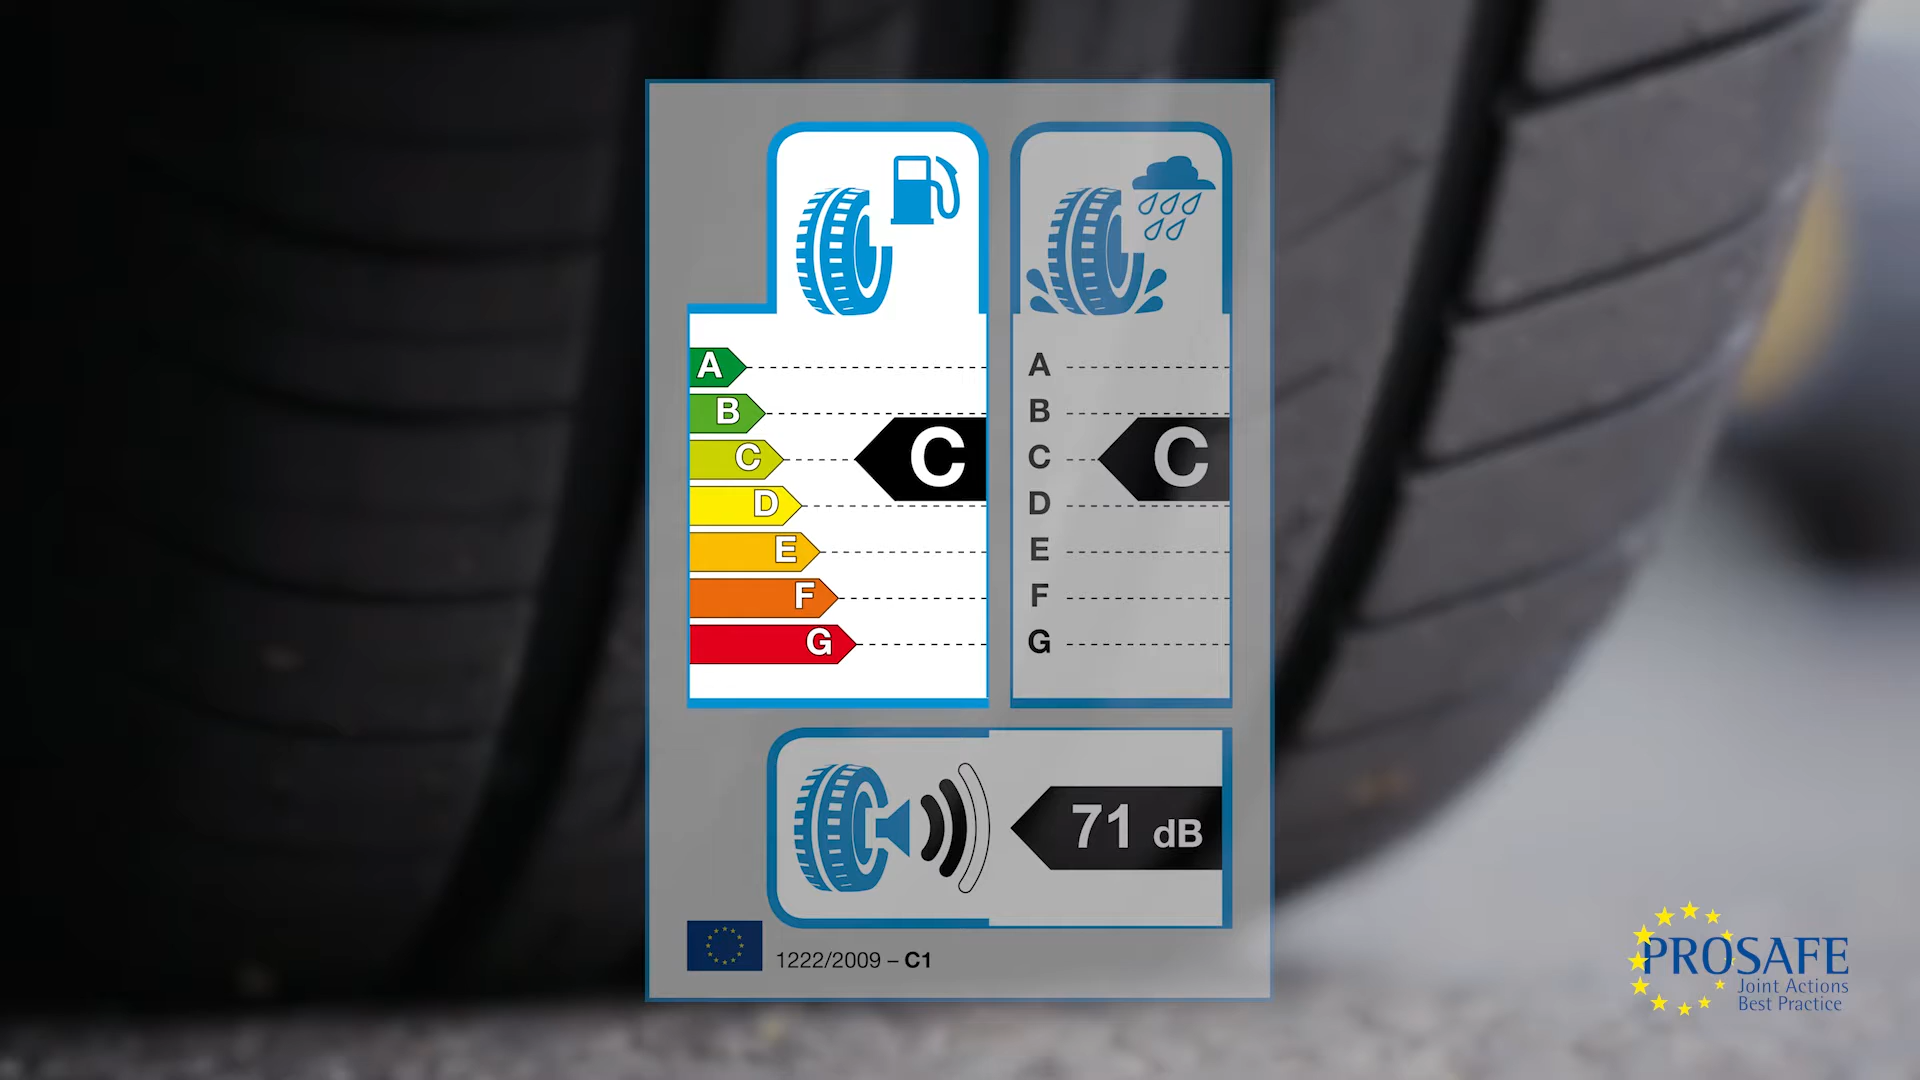 A
B
C
D
E
F
G
C
A
B
C
D
E
F
G
C
71 dB
1222/2009 – C1
PROSAFE
Joint Actions
Best Practice